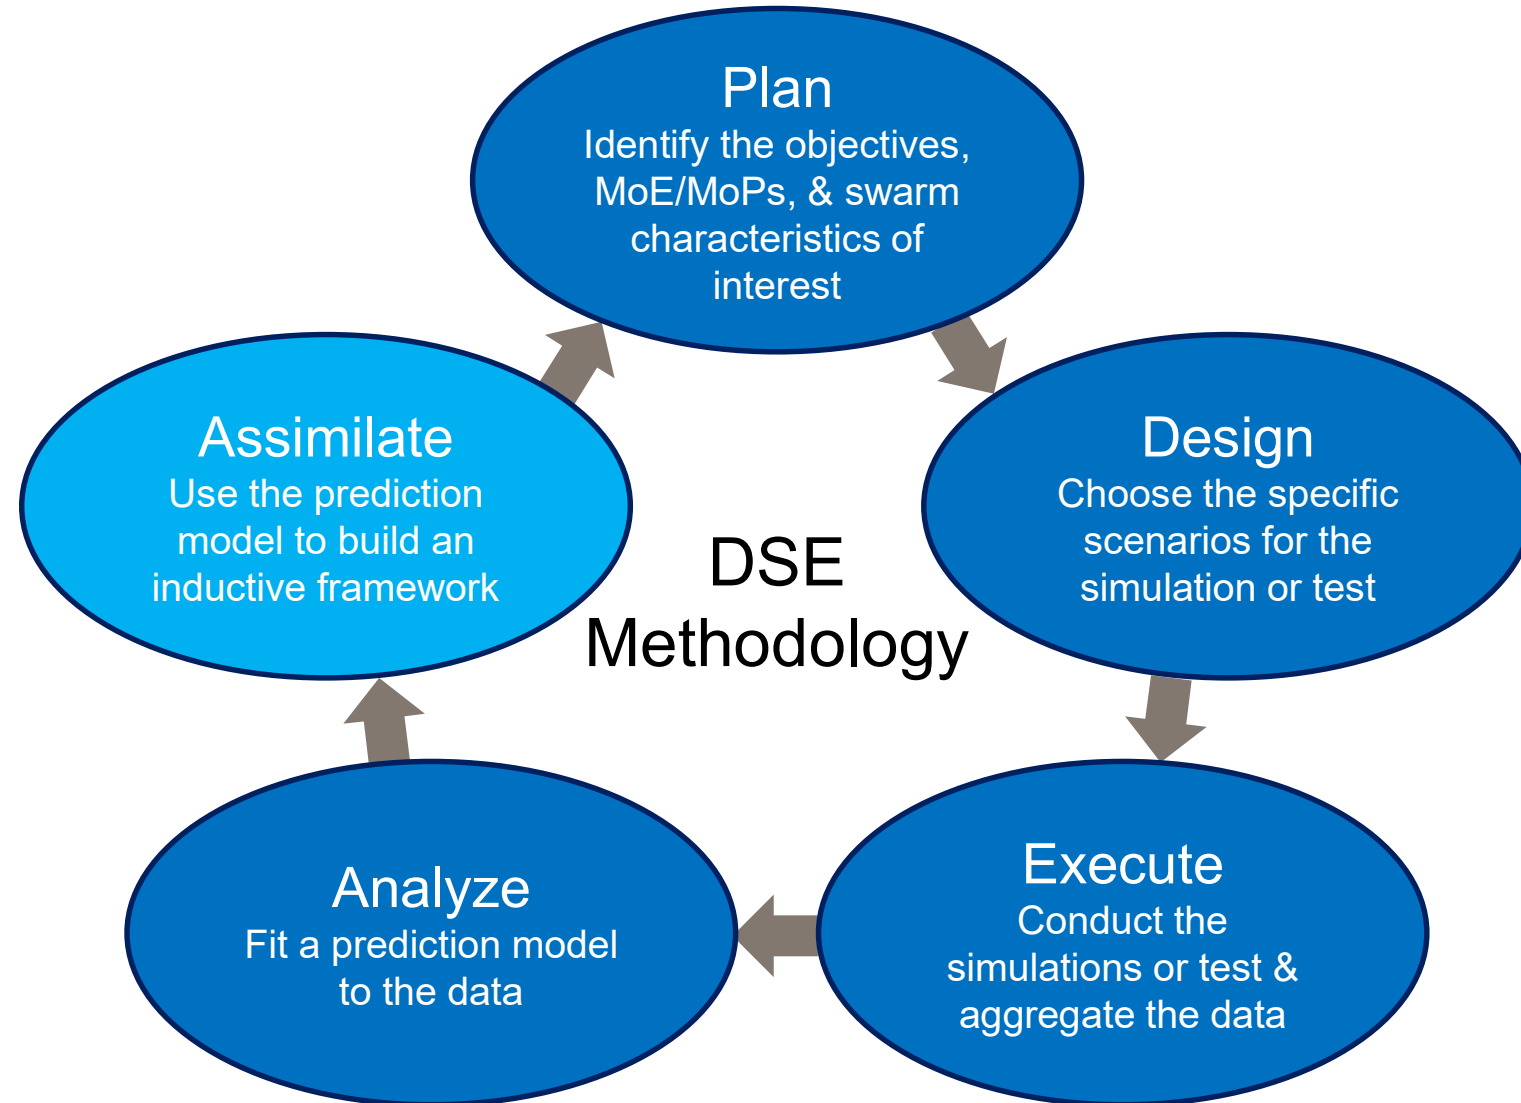 Plan
Identify the objectives,
MoE/MoPs, & swarm
characteristics of
interest
Design
Choose the specific
scenarios for the
simulation or test
Execute
Conduct the
simulations or test &
aggregate the data
Analyze
Fit a prediction model
to the data
Assimilate
Use the prediction
model to build an
inductive framework
DSE
Methodology